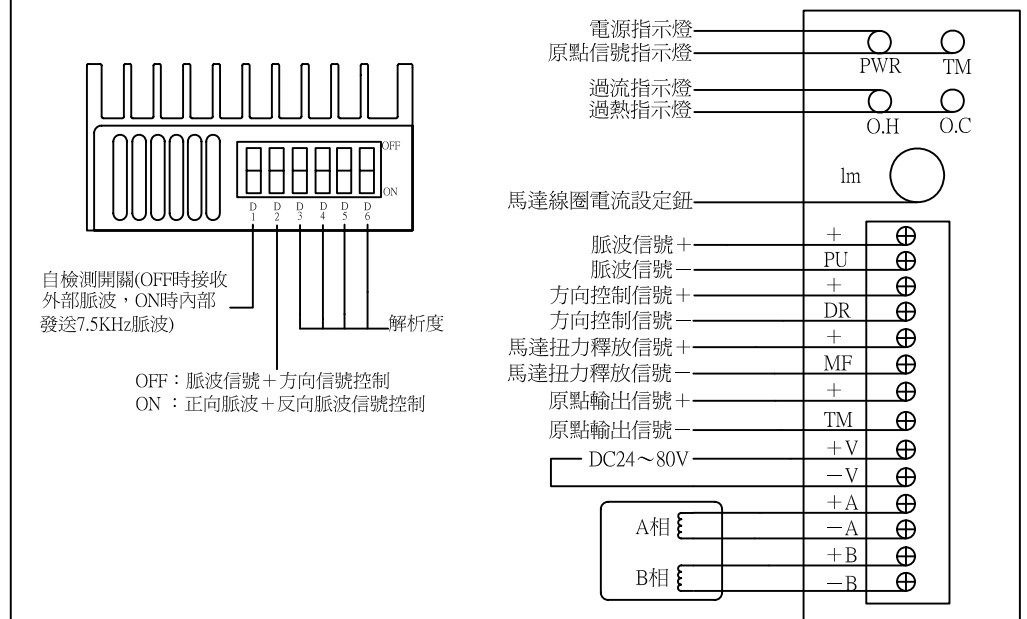 OFF
ON
D1
D2
D3
D4
D5
D6
自檢測開關(OFF時接收
外部脈波，ON時內部
發送7.5KHz脈波)
解析度
OFF：脈波信號＋方向信號控制
ON ：正向脈波＋反向脈波信號控制
電源指示燈
原點信號指示燈
PWR TM
過流指示燈
過熱指示燈
O.H O.C
lm
馬達線圈電流設定鈕
脈波信號＋ ＋
脈波信號－ PU
方向控制信號＋ ＋
方向控制信號－ DR
馬達扭力釋放信號＋ ＋
馬達扭力釋放信號－ MF
原點輸出信號＋ ＋
原點輸出信號－ TM
DC24～80V ＋V
－V
＋A
A相 －A
＋B
B相 －B